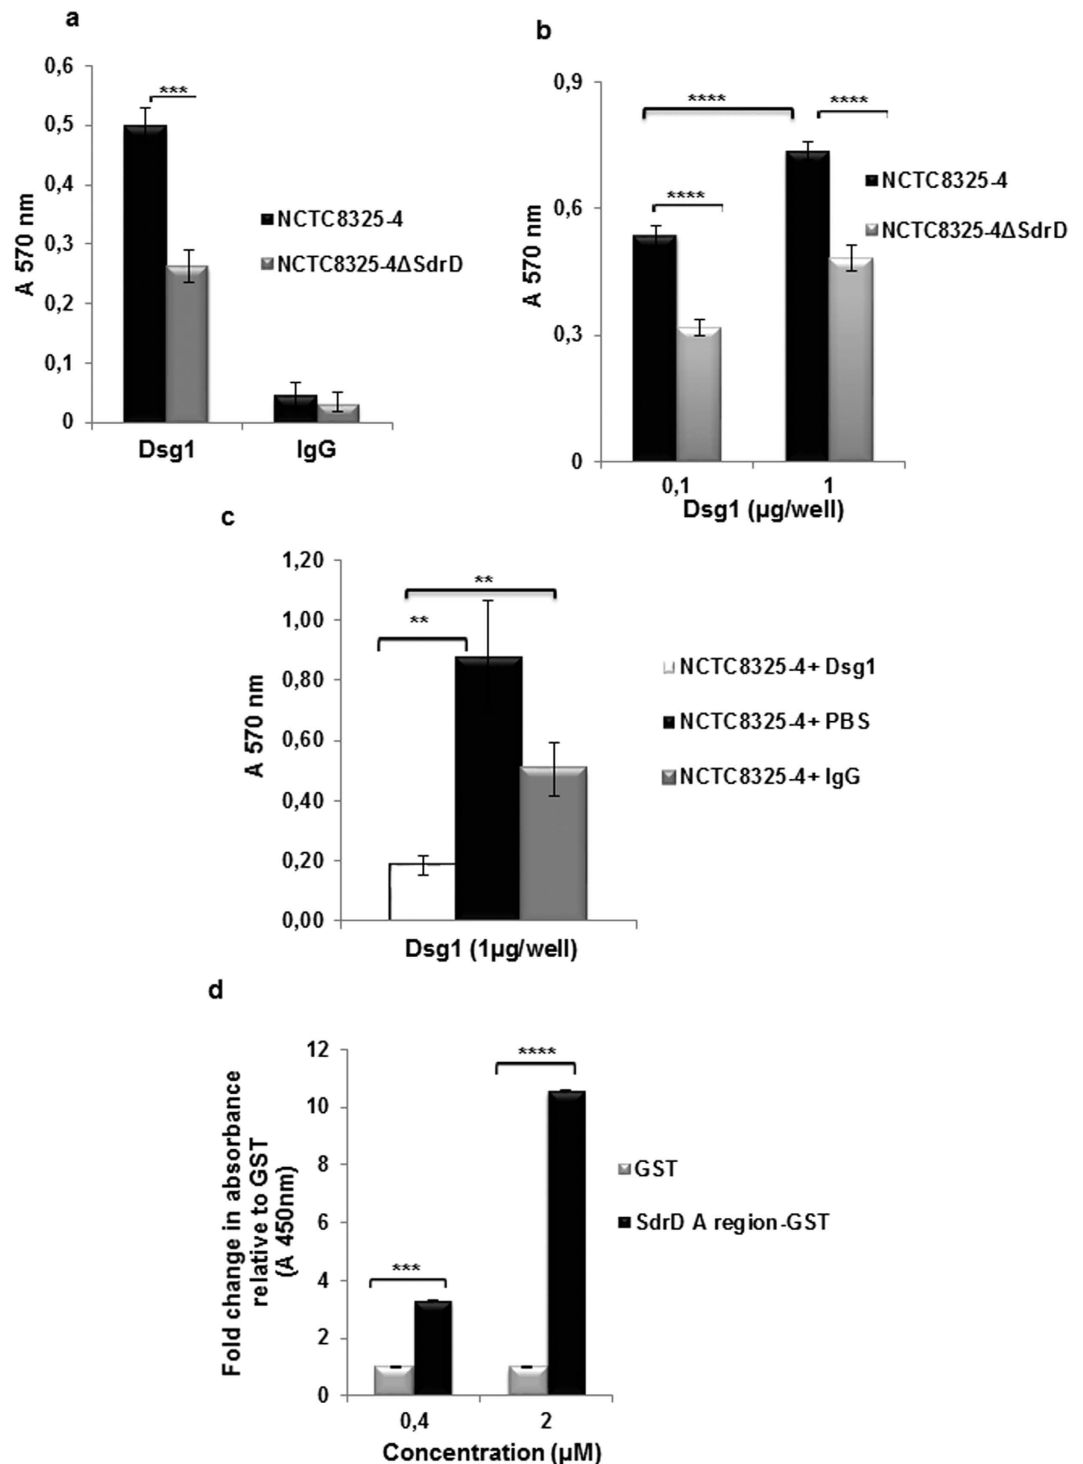 a
0,6
0,5
0,4
0,3
0,2
0,1
0
A 570 nm
***
NCTC8325-4
NCTC8325-4ΔSdrD
Dsg1 IgG
b
0,9
0,6
0,3
0
A 570 nm
****
****
****
NCTC8325-4
NCTC8325-4ΔSdrD
0,1 1
Dsg1 (µg/well)
c
1,20
1,00
0,80
0,60
0,40
0,20
0,00
A 570 nm
**
**
NCTC8325-4+ Dsg1
NCTC8325-4+ PBS
NCTC8325-4+ IgG
Dsg1 (1µg/well)
d
12
10
8
6
4
2
0
Fold change in absorbance
relative to GST
(A 450nm)
***
****
GST
SdrD A region-GST
0,4 2
Concentration (µM)